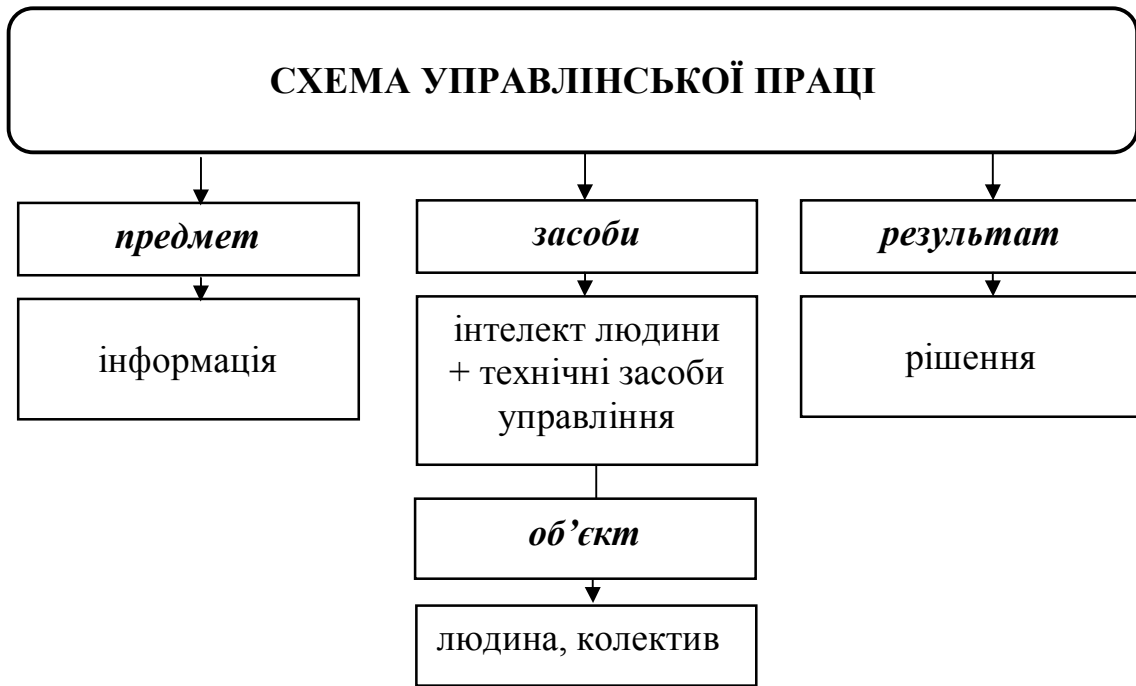 СХЕМА УПРАВЛІНСЬКОЇ ПРАЦІ
предмет
засоби
результат
інформація
інтелект людини
+ технічні засоби
управління
рішення
об’єкт
людина, колектив